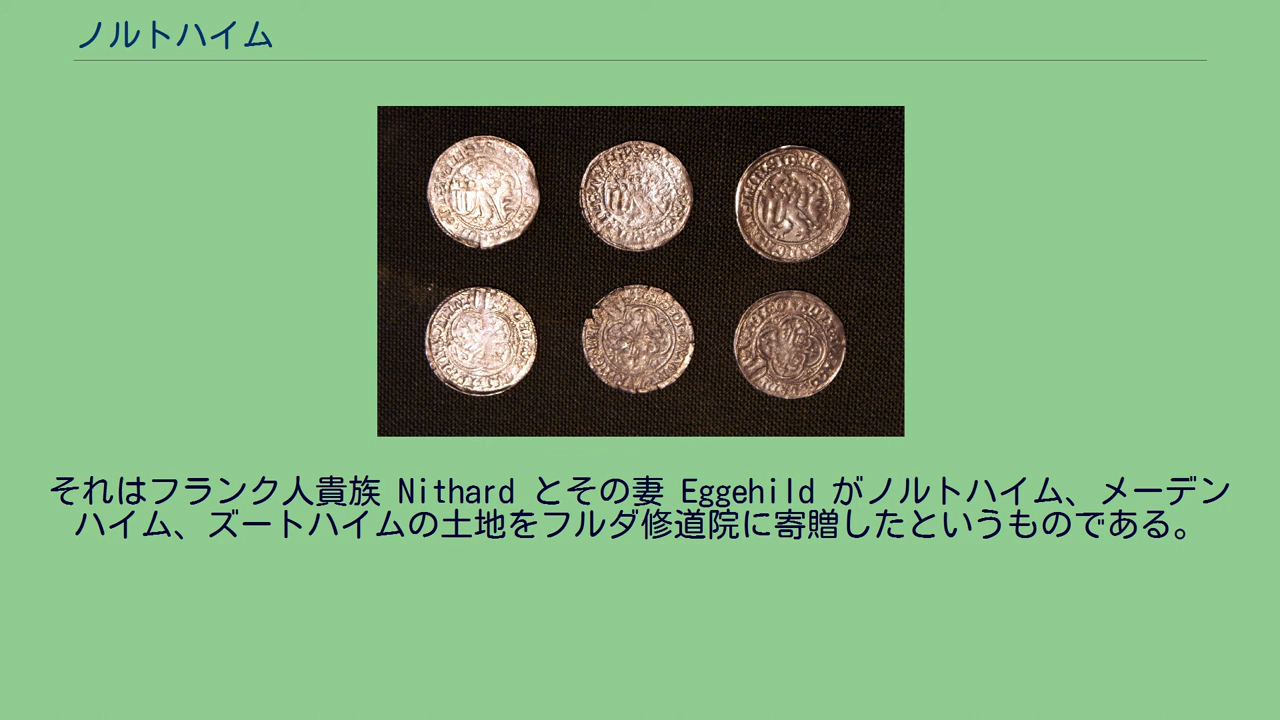 ノルトハイム
それはフランク人貴族 Nithard とその妻 Eggehild がノルトハイム、メーデン
ハイム、ズートハイムの土地をフルダ修道院に寄贈したというものである。